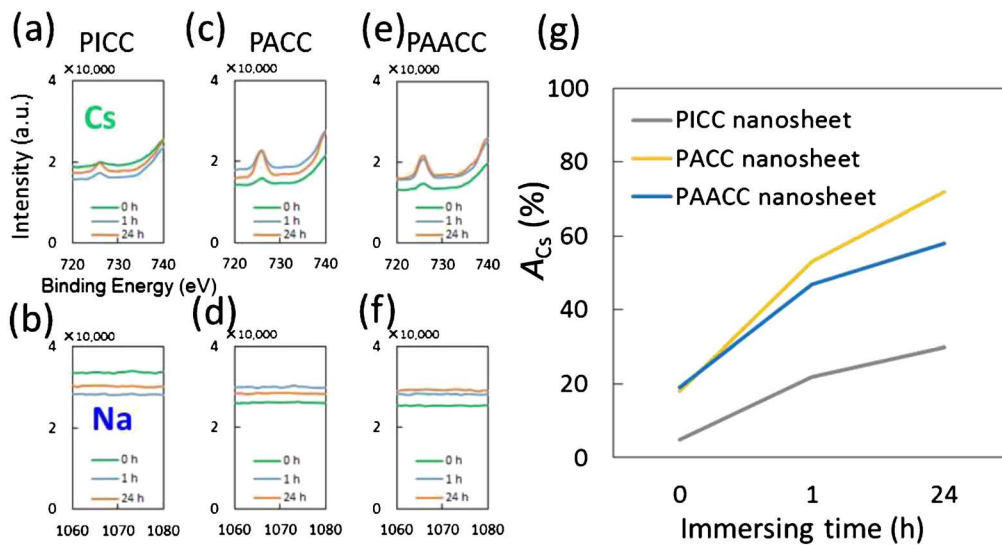 (a)
PICC
×10,000
4
2
0
Intensity (a.u.)
Cs
0 h
1 h
24 h
720 730 740
Binding Energy (eV)
(c)
PACC
×10,000
4
2
0
0 h
1 h
24 h
720 730 740
(e)
PAACC
×10,000
4
2
0
0 h
1 h
24 h
720 730 740
(b)
×10,000
4
2
0
Na
0 h
1 h
24 h
1060 1070 1080
(d)
×10,000
4
2
0
0 h
1 h
24 h
1060 1070 1080
(f)
×10,000
4
2
0
0 h
1 h
24 h
1060 1070 1080
(g)
100
80
60
40
20
0
A_Cs (%)
PICC nanosheet
PACC nanosheet
PAACC nanosheet
0 1 24
Immersing time (h)